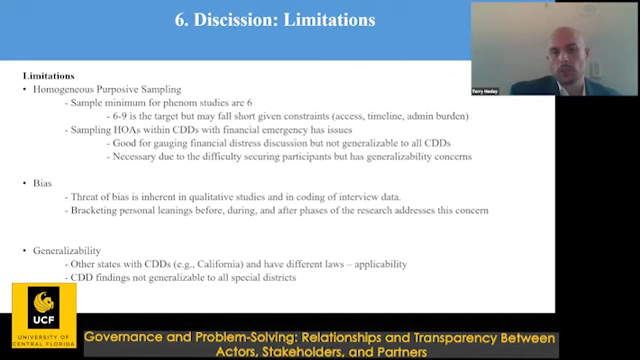 6. Discission: Limitations
Terry Henley
Limitations
• Homogeneous Purposive Sampling
- Sample minimum for phenom studies are 6
- 6-9 is the target but may fall short given constraints (access, timeline, admin burden)
- Sampling HOAs within CDDs with financial emergency has issues
- Good for gauging financial distress discussion but not generalizable to all CDDs
- Necessary due to the difficulty securing participants but has generalizability concerns
• Bias
- Threat of bias is inherent in qualitative studies and in coding of interview data.
- Bracketing personal leanings before, during, and after phases of the research addresses this concern
• Generalizability
- Other states with CDDs (e.g., California) and have different laws – applicability
- CDD findings not generalizable to all special districts
UCF
UNIVERSITY OF
CENTRAL FLORIDA
Governance and Problem-Solving: Relationships and Transparency Between
Actors, Stakeholders, and Partners